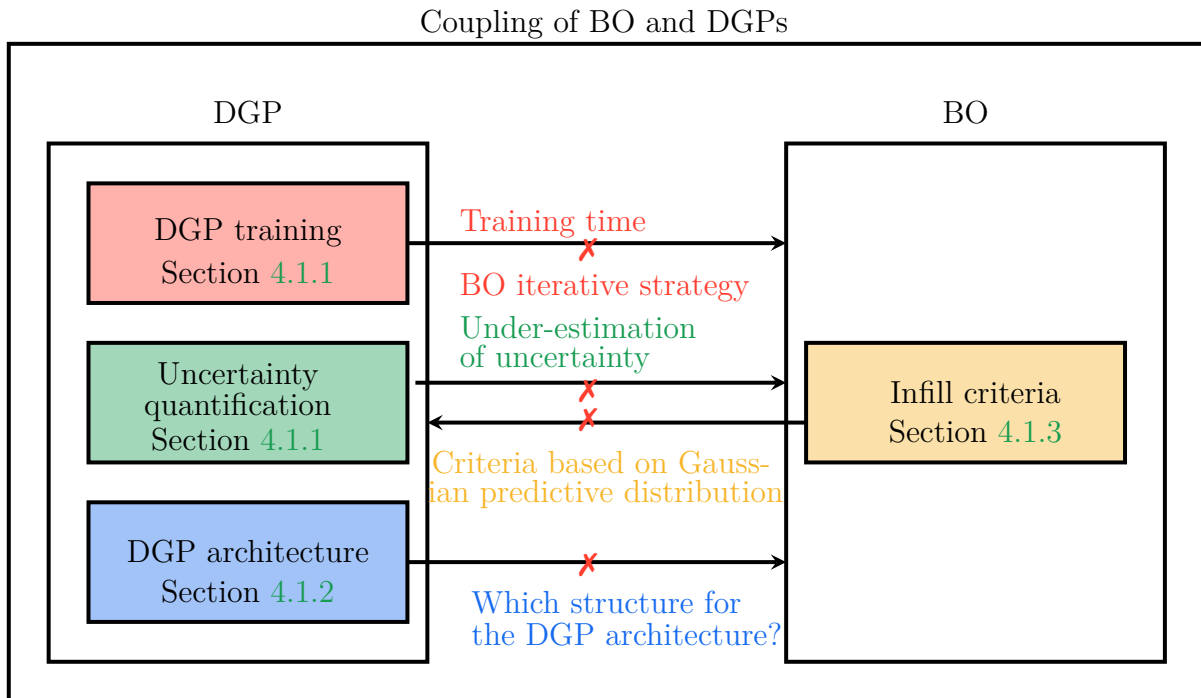 Coupling of BO and DGPs
DGP
BO
DGP training
Section 4.1.1
Training time
BO iterative strategy
Uncertainty
quantification
Section 4.1.1
Under-estimation
of uncertainty
Infill criteria
Section 4.1.3
Criteria based on Gauss-
ian predictive distribution
DGP architecture
Section 4.1.2
Which structure for
the DGP architecture?